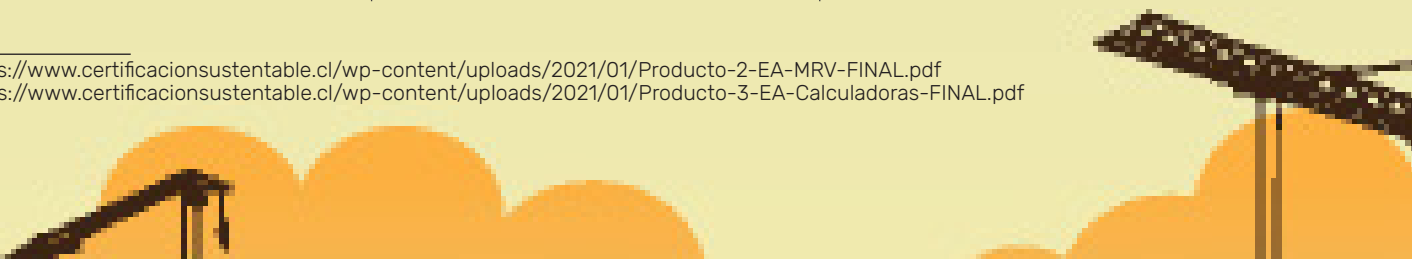 s://www.certificacionsustentable.cl/wp-content/uploads/2021/01/Producto-2-EA-MRV-FINAL.pdf
s://www.certificacionsustentable.cl/wp-content/uploads/2021/01/Producto-3-EA-Calculadoras-FINAL.pdf